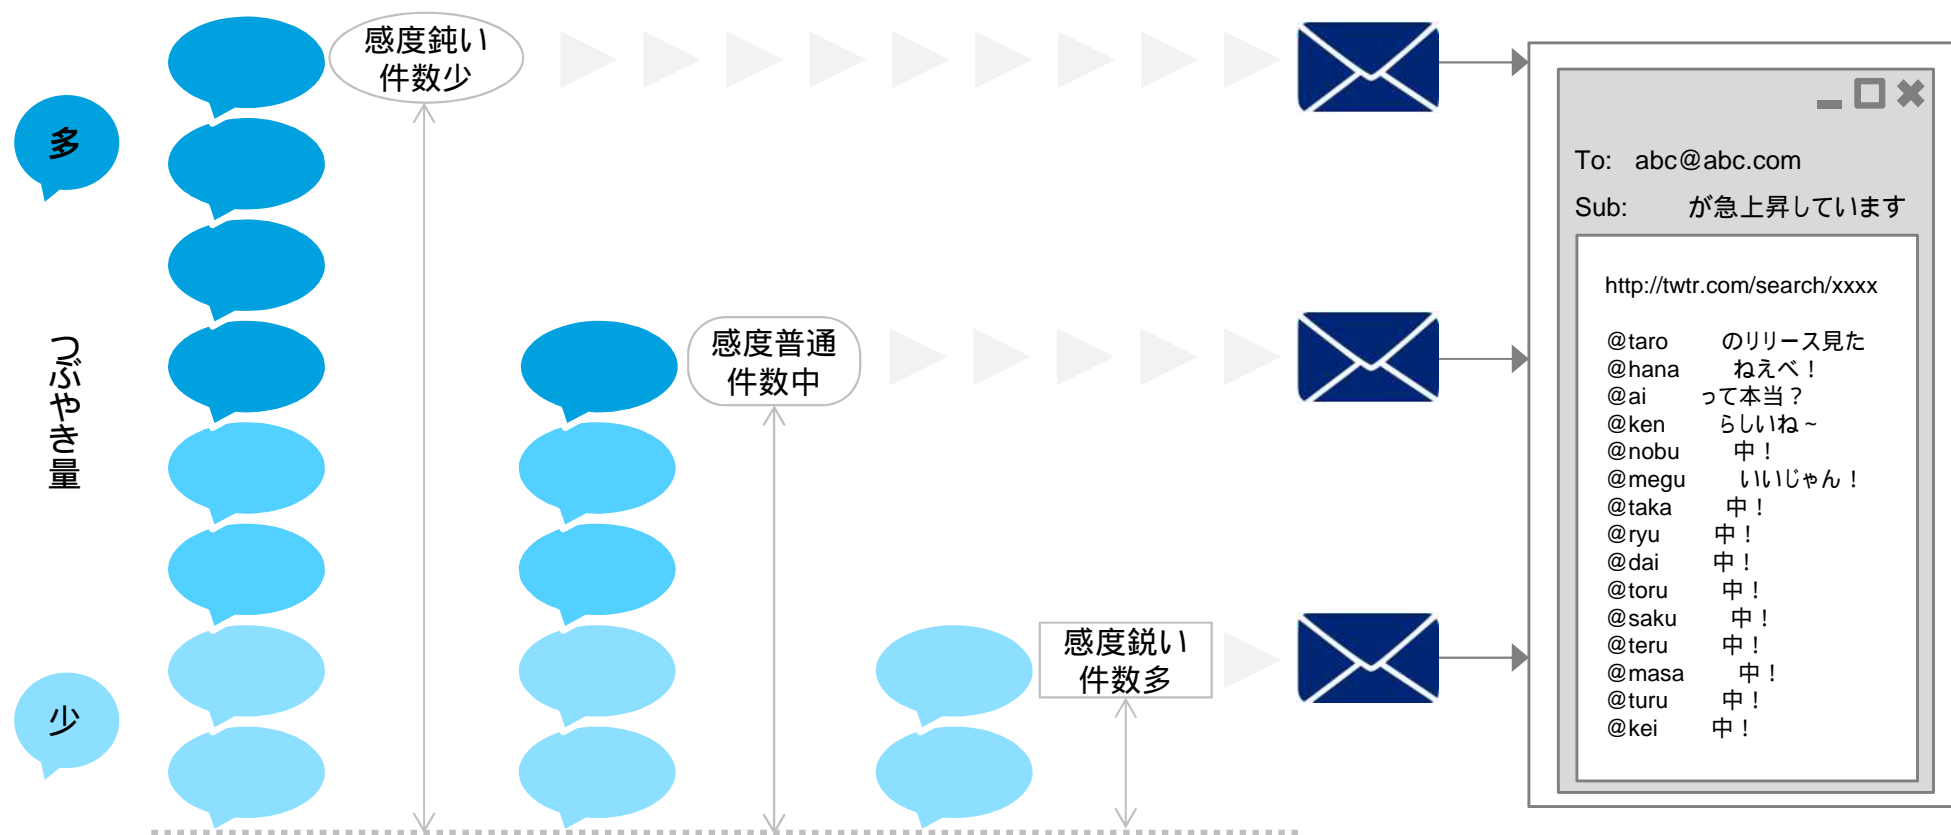 多
つぶやき量
少
感度鈍い
件数少
感度普通
件数中
感度鋭い
件数多
To: abc@abc.com
Sub: が急上昇しています
http://twtr.com/search/xxxx
@taro のリリース見た
@hana ねえべ！
@ai って本当？
@ken らしいね~
@nobu 中！
@megu いいじゃん！
@taka 中！
@ryu 中！
@dai 中！
@toru 中！
@saku 中！
@teru 中！
@masa 中！
@turu 中！
@kei 中！